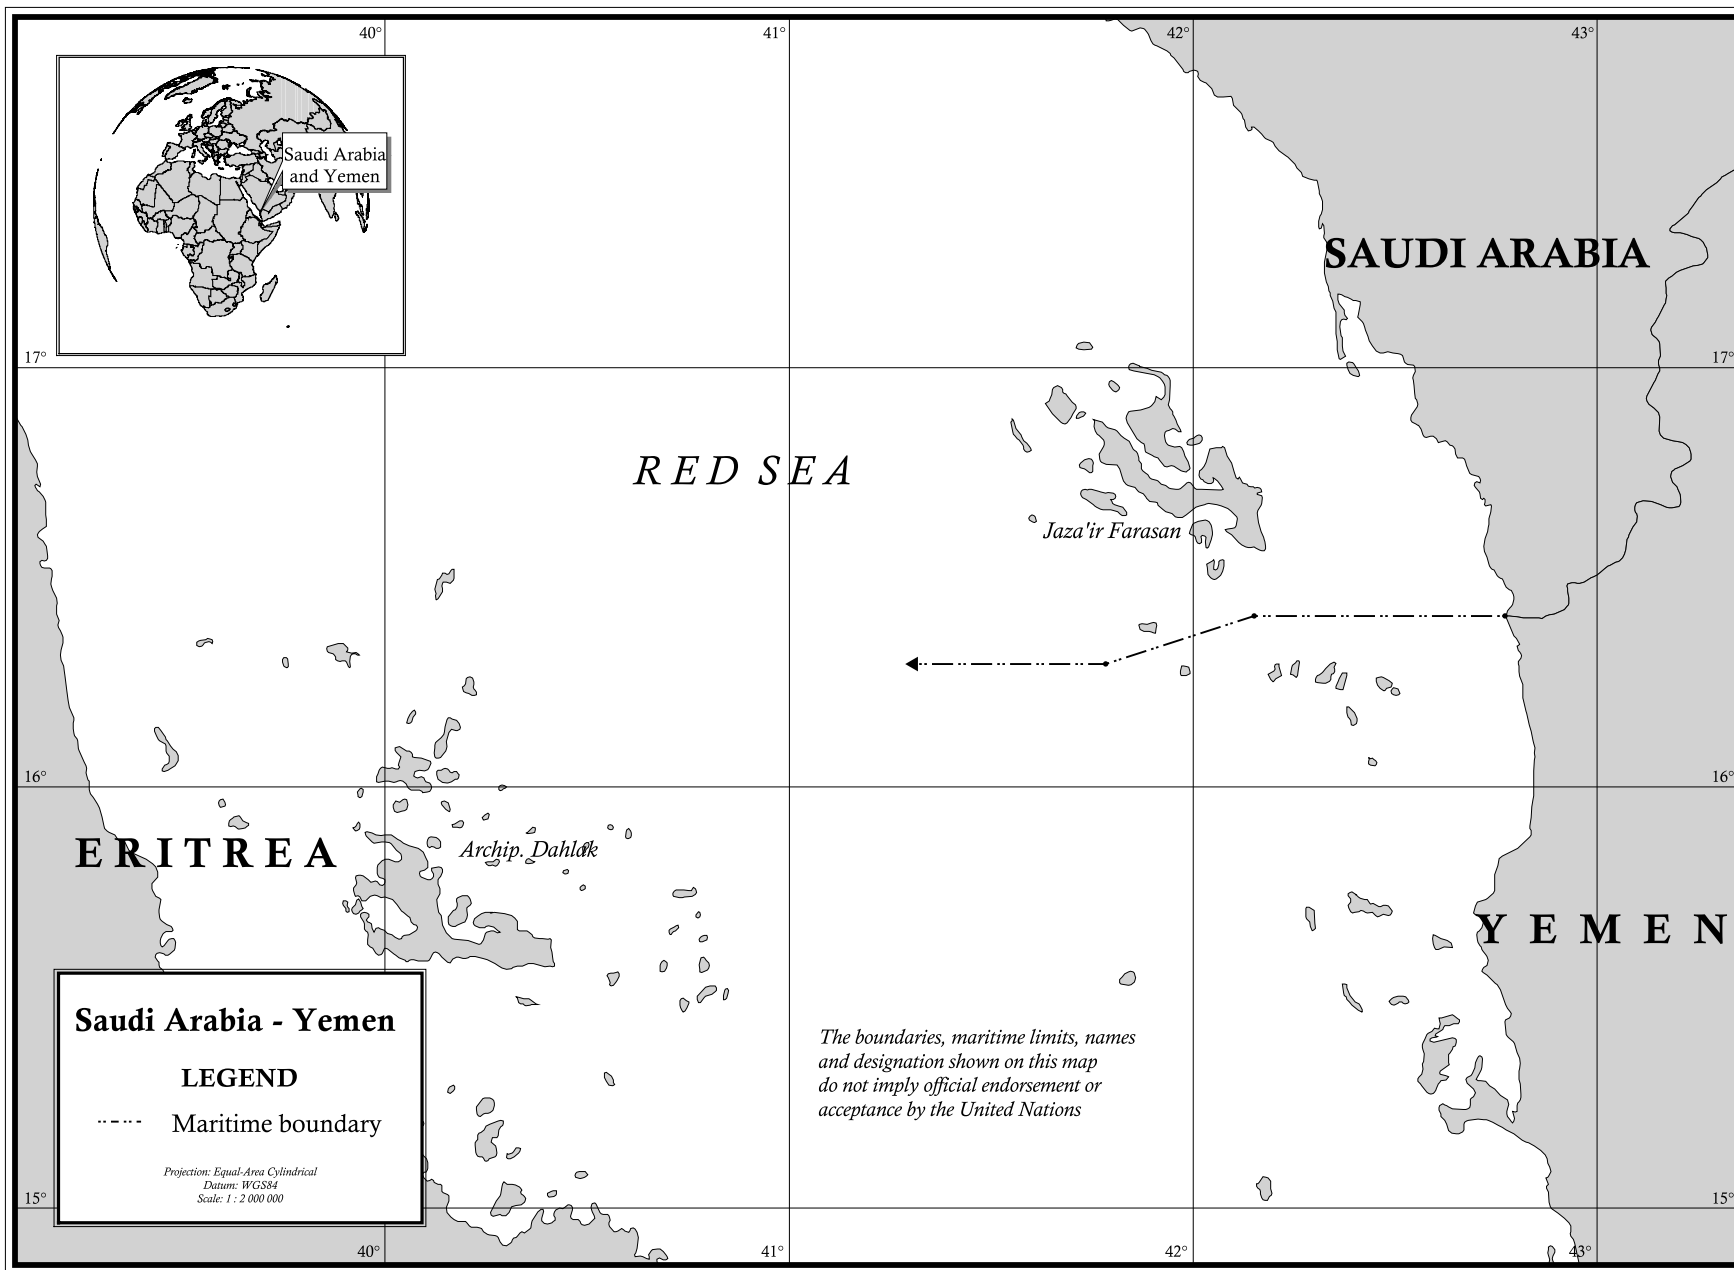 40°
41°
42°
43°
Saudi Arabia
and Yemen
SAUDI ARABIA
17°
17°
RED SEA
Jaza'ir Farasan
16°
16°
ERITREA
Archip. Dahlak
YEMEN
Saudi Arabia - Yemen
LEGEND
Maritime boundary
Projection: Equal-Area Cylindrical
Datum: WGS84
Scale: 1 : 2 000 000
The boundaries, maritime limits, names
and designation shown on this map
do not imply official endorsement or
acceptance by the United Nations
15°
15°
40°
41°
42°
43°